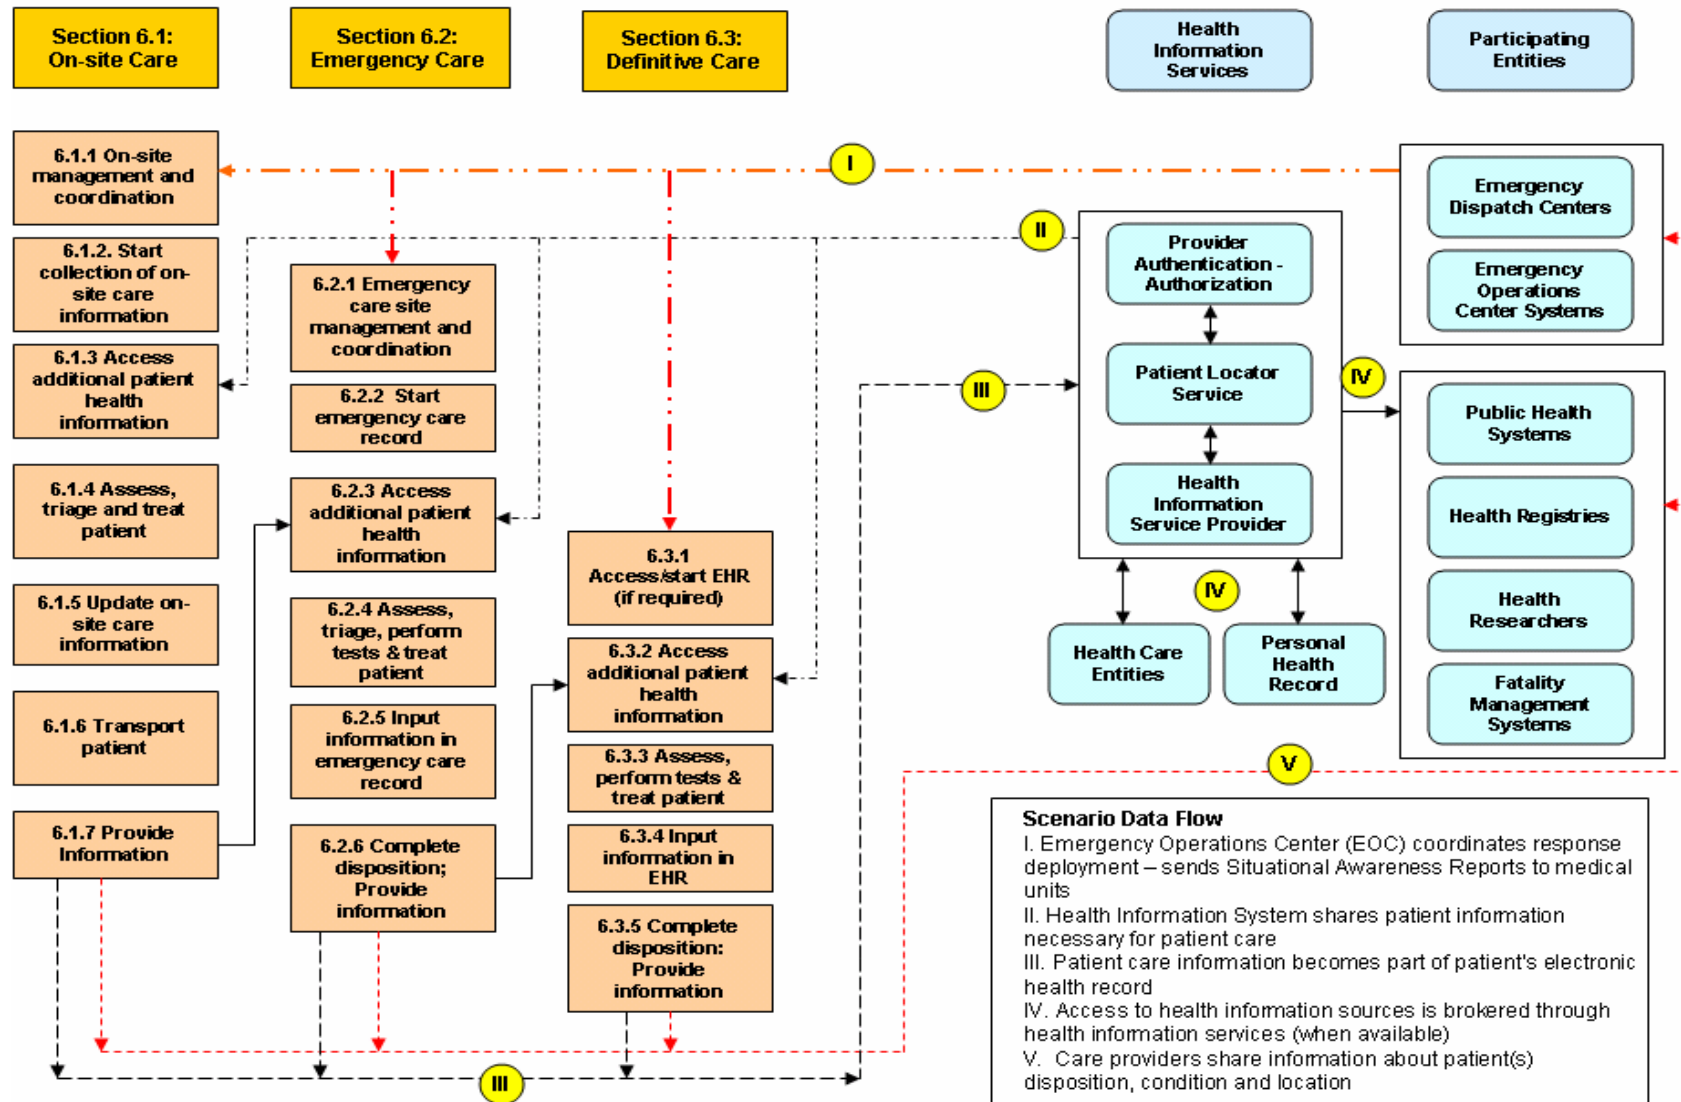 Section 6.1:
On-site Care
Section 6.2:
Emergency Care
Section 6.3:
Definitive Care
Health
Information
Services
Participating
Entities
6.1.1 On-site
management and
coordination
6.1.2. Start
collection of on-
site care
information
6.1.3 Access
additional patient
health
information
6.1.4 Assess,
triage and treat
patient
6.1.5 Update on-
site care
information
6.1.6 Transport
patient
6.1.7 Provide
Information
6.2.1 Emergency
care site
management and
coordination
6.2.2 Start
emergency care
record
6.2.3 Access
additional patient
health
information
6.2.4 Assess,
triage, perform
tests & treat
patient
6.2.5 Input
information in
emergency care
record
6.2.6 Complete
disposition;
Provide
information
6.3.1
Access/start EHR
(if required)
6.3.2 Access
additional patient
health
information
6.3.3 Assess,
perform tests &
treat patient
6.3.4 Input
information in
EHR
6.3.5 Complete
disposition:
Provide
information
I
II
III
III
IV
IV
V
Provider
Authentication -
Authorization
Patient Locator
Service
Health
Information
Service Provider
Health Care
Entities
Personal
Health
Record
Emergency
Dispatch Centers
Emergency
Operations
Center Systems
Public Health
Systems
Health Registries
Health
Researchers
Fatality
Management
Systems
Scenario Data Flow
I. Emergency Operations Center (EOC) coordinates response
deployment – sends Situational Awareness Reports to medical
units
II. Health Information System shares patient information
necessary for patient care
III. Patient care information becomes part of patient's electronic
health record
IV. Access to health information sources is brokered through
health information services (when available)
V. Care providers share information about patient(s)
disposition, condition and location